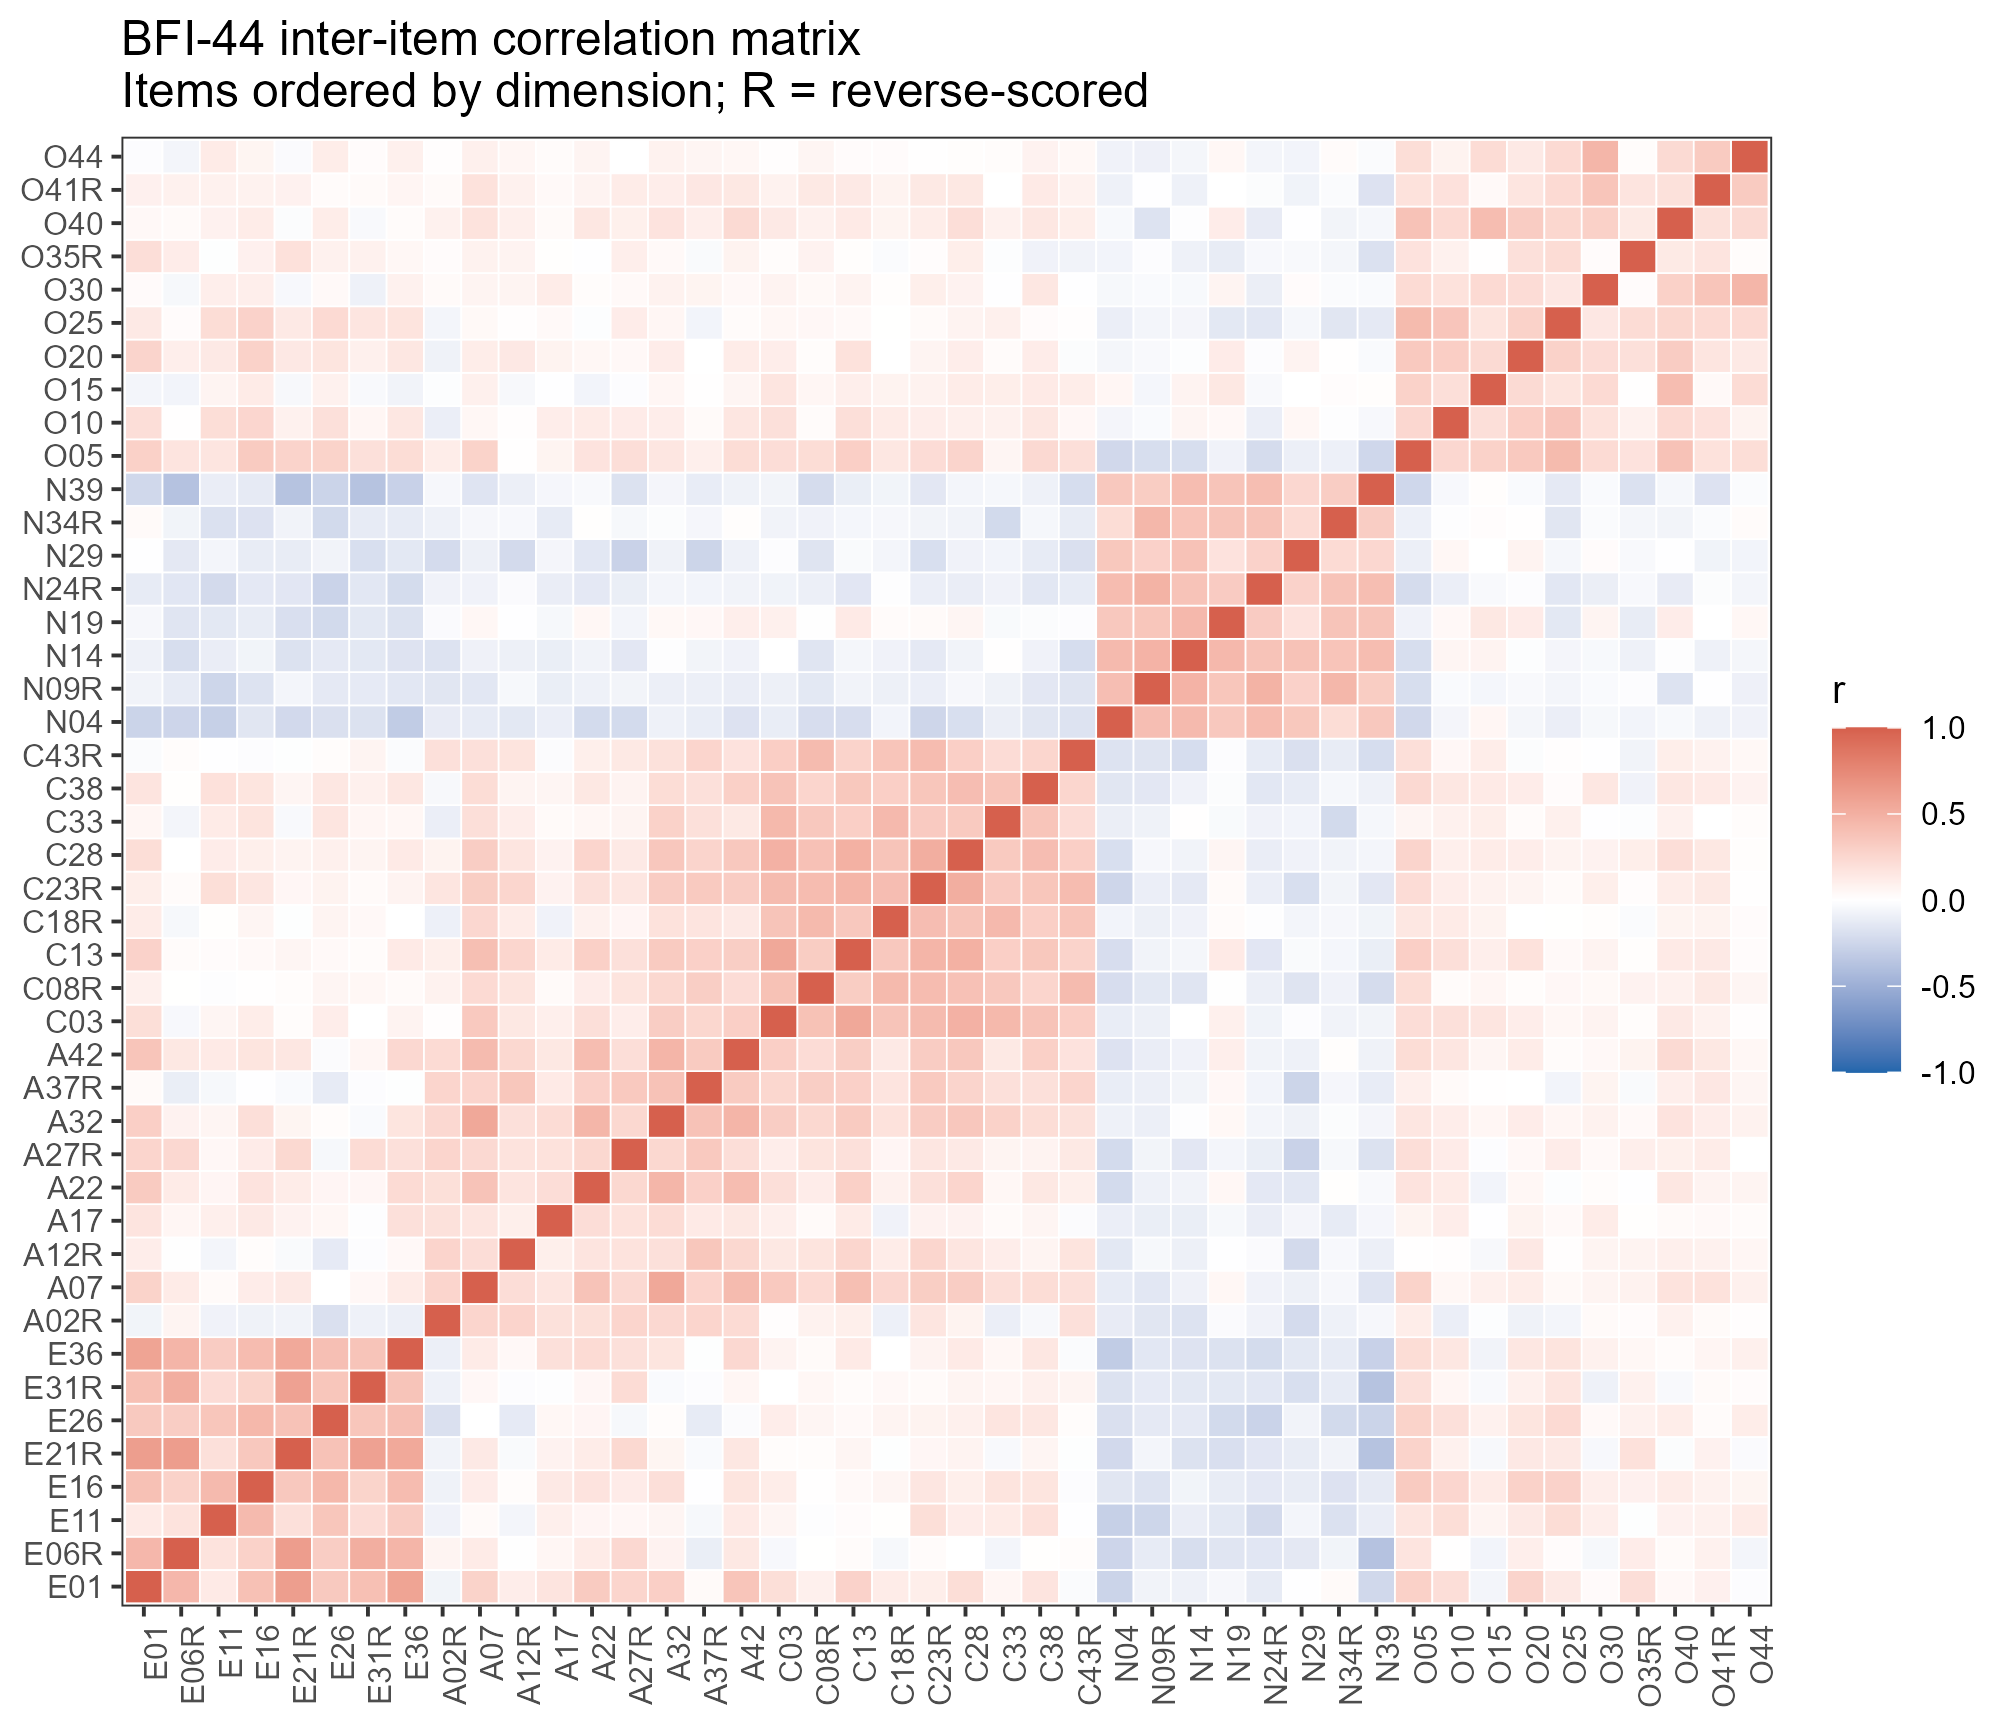 BFI-44 inter-item correlation matrix
Items ordered by dimension; R = reverse-scored
O44
O41R
O40
O35R
O30
O25
O20
O15
O10
O05
N39
N34R
N29
N24R
N19
N14
N09R
N04
C43R
C38
C33
C28
C23R
C18R
C13
C08R
C03
A42
A37R
A32
A27R
A22
A17
A12R
A07
A02R
E36
E31R
E26
E21R
E16
E11
E06R
E01
E01
E06R
E11
E16
E21R
E26
E31R
E36
A02R
A07
A12R
A17
A22
A27R
A32
A37R
A42
C03
C08R
C13
C18R
C23R
C28
C33
C38
C43R
N04
N09R
N14
N19
N24R
N29
N34R
N39
O05
O10
O15
O20
O25
O30
O35R
O40
O41R
O44
r
1.0
0.5
0.0
-0.5
-1.0